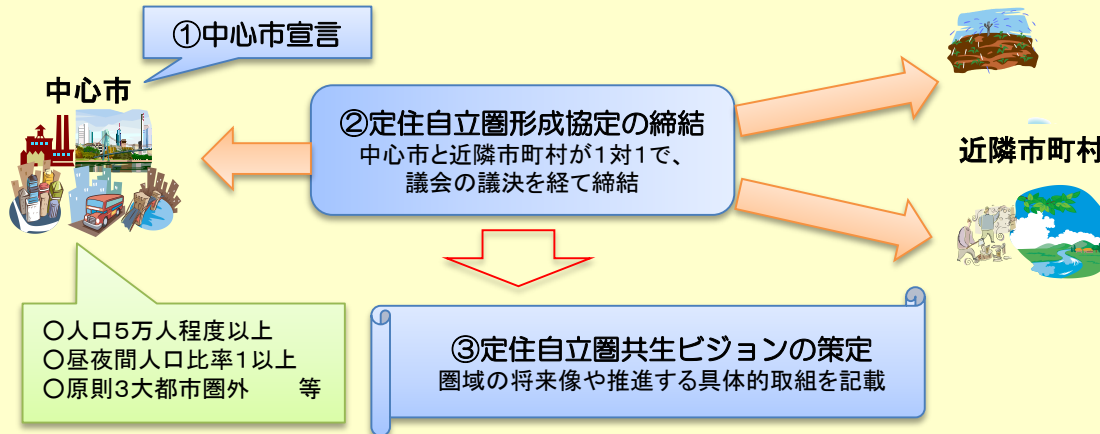 ①中心市宣言
中心市
②定住自立圏形成協定の締結
中心市と近隣市町村が１対１で、
議会の議決を経て締結
近隣市町村
○人口５万人程度以上
○昼夜間人口比率１以上
○原則３大都市圏外　　等
③定住自立圏共生ビジョンの策定
圏域の将来像や推進する具体的取組を記載